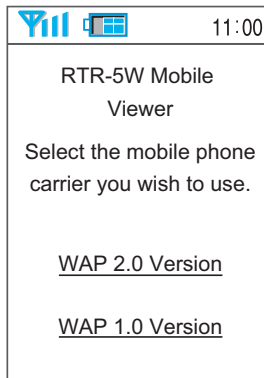 11:00
RTR-5W Mobile
Viewer
Select the mobile phone
carrier you wish to use.
WAP 2.0 Version
WAP 1.0 Version